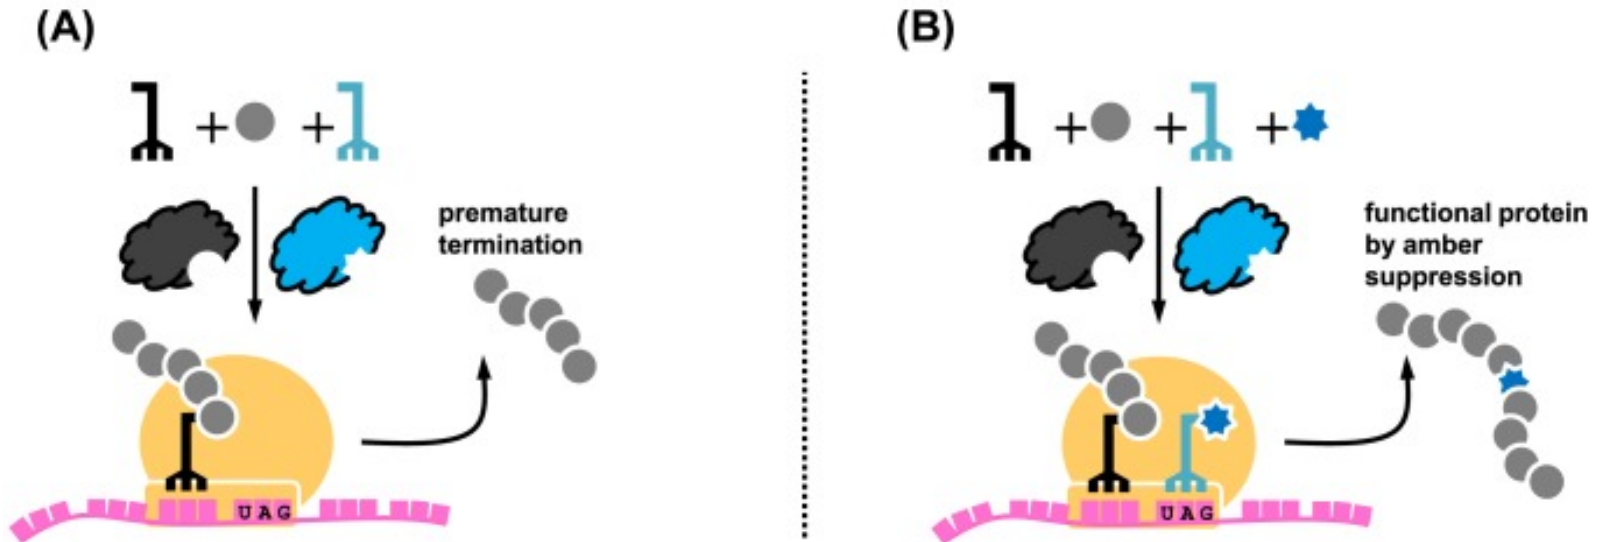 (A)
+ +
premature
termination
UAG
(B)
+ + +
functional protein
by amber
suppression
UAG